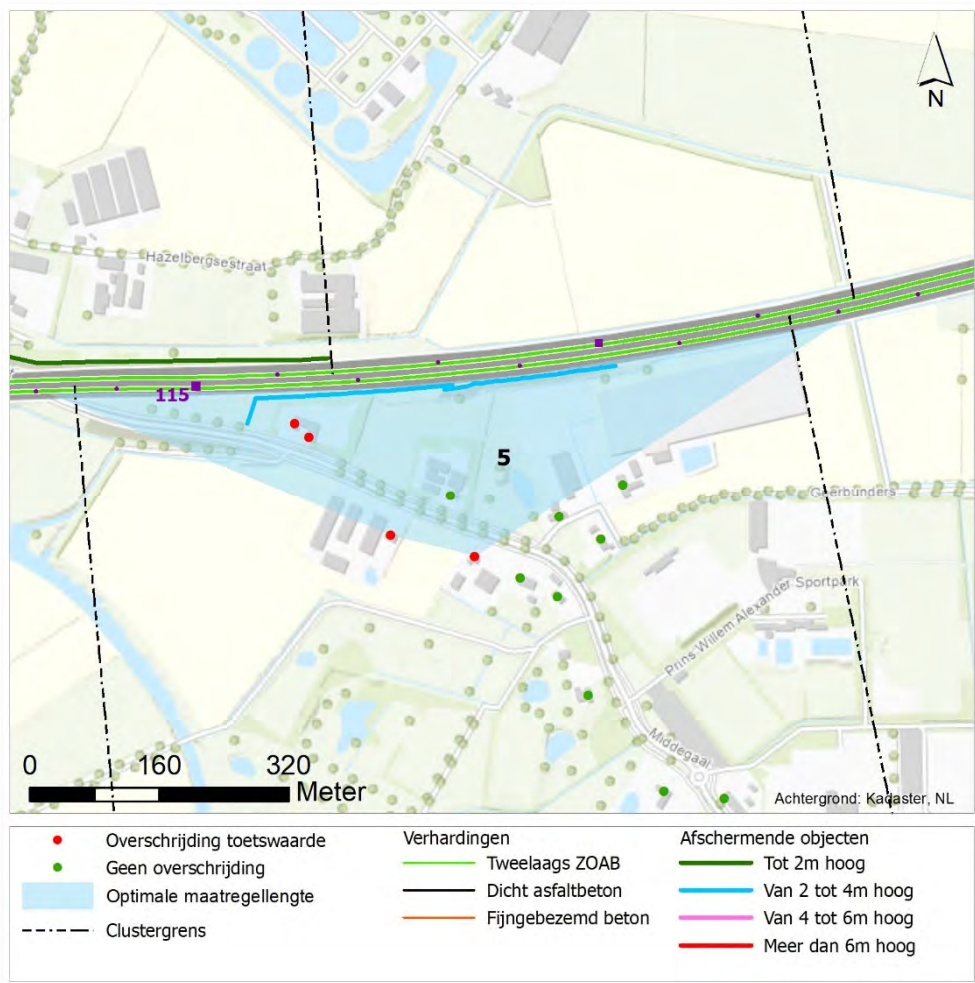 N
Hazelbergsestraat
115
5
Geerbunders
Prins Willem Alexander Sportpark
Middegaal
0 160 320
Meter
Achtergrond: Kadaster, NL
Overschrijding toetswaarde
Geen overschrijding
Optimale maatregellengte
Clustergrens
Verhardingen
Tweelaags ZOAB
Dicht asfaltbeton
Fijngebezemd beton
Afschermende objecten
Tot 2m hoog
Van 2 tot 4m hoog
Van 4 tot 6m hoog
Meer dan 6m hoog